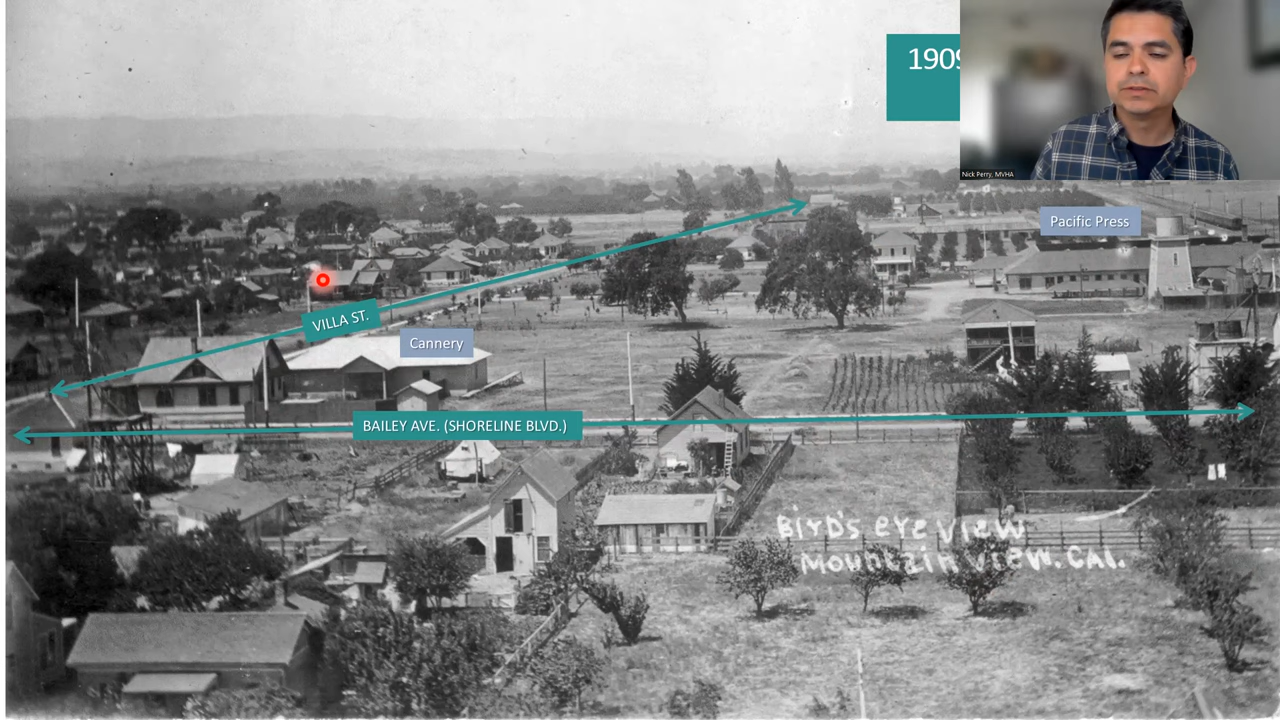 1909
Nick Perry, MVHA
Pacific Press
VILLA ST.
Cannery
BAILEY AVE. (SHORELINE BLVD.)
Bird's eye view
Mountain View. Cal.